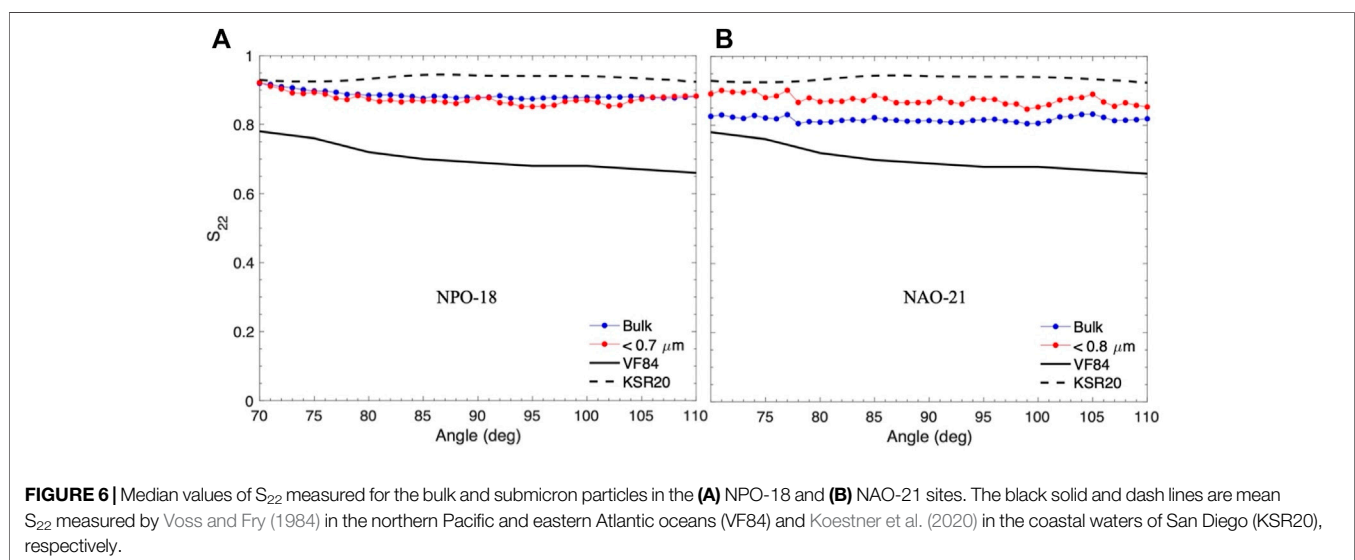 A
B
1
0.8
0.6
0.4
0.2
0
S22
NPO-18
NAO-21
Bulk
< 0.7 μm
VF84
KSR20
Bulk
< 0.8 μm
VF84
KSR20
70 75 80 85 90 95 100 105 110
75 80 85 90 95 100 105 110
Angle (deg)
Angle (deg)
FIGURE 6 | Median values of S22 measured for the bulk and submicron particles in the (A) NPO-18 and (B) NAO-21 sites. The black solid and dash lines are mean
S22 measured by Voss and Fry (1984) in the northern Pacific and eastern Atlantic oceans (VF84) and Koestner et al. (2020) in the coastal waters of San Diego (KSR20),
respectively.